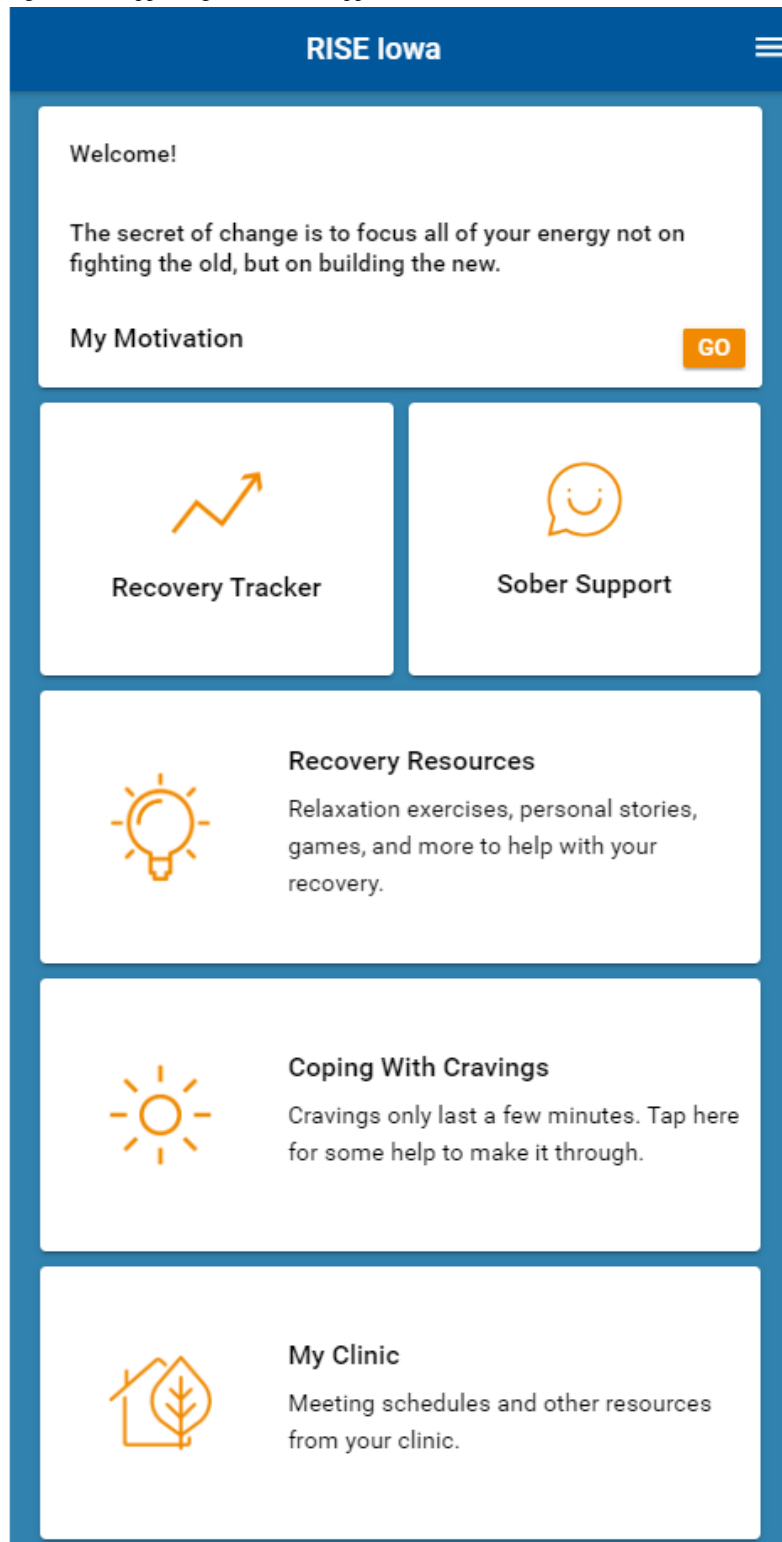 RISE Iowa
Welcome!
The secret of change is to focus all of your energy not on
fighting the old, but on building the new.
My Motivation
GO
Recovery Tracker
Sober Support
Recovery Resources
Relaxation exercises, personal stories,
games, and more to help with your
recovery.
Coping With Cravings
Cravings only last a few minutes. Tap here
for some help to make it through.
My Clinic
Meeting schedules and other resources
from your clinic.